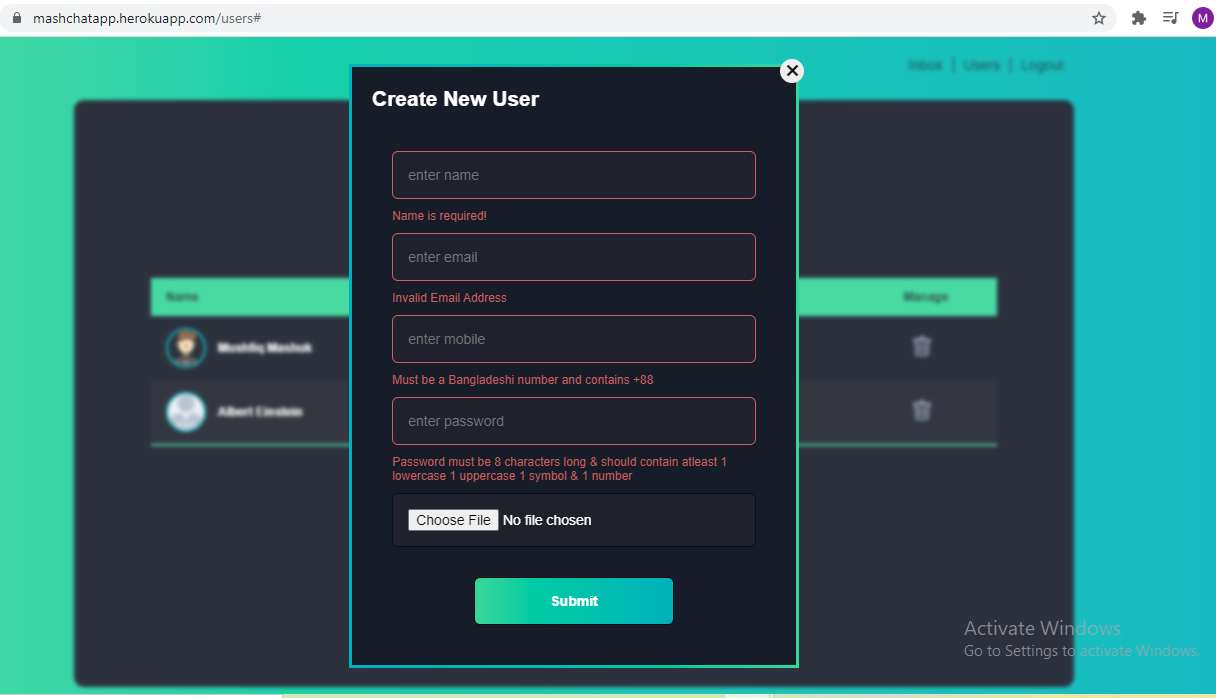 mashchatapp.herokuapp.com/users#
M
Inbox | Users | Logout
Create New User
enter name
Name is required!
enter email
Invalid Email Address
enter mobile
Must be a Bangladeshi number and contains +88
enter password
Password must be 8 characters long & should contain atleast 1
lowercase 1 uppercase 1 symbol & 1 number
Choose File No file chosen
Submit
Name
Manage
Mushfiq Mashuk
Albert Einstein
Activate Windows
Go to Settings to activate Windows.